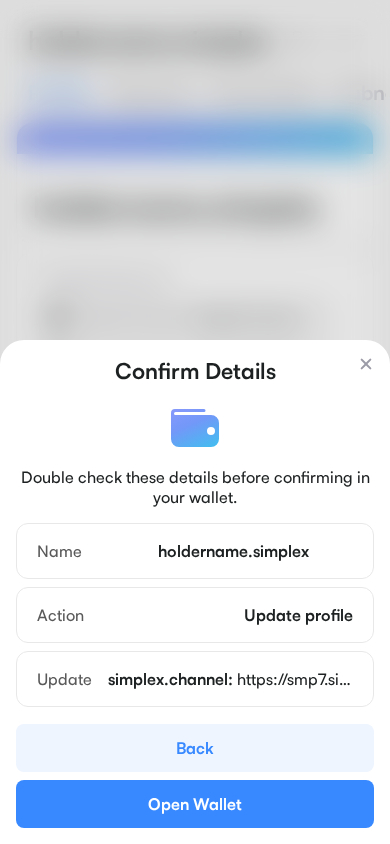 Confirm Details
Double check these details before confirming in
your wallet.
Name holdername.simplex
Action Update profile
Update simplex.channel: https://smp7.si...
Back
Open Wallet